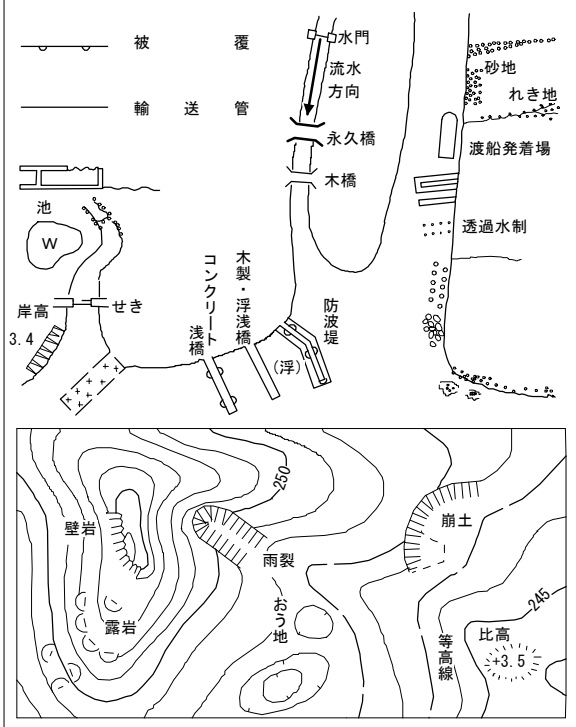 被覆
輸送管
水門
流水
方向
永久橋
木橋
砂地
れき地
渡船発着場
透過水制
池
W
せき
岸高
3.4
コンクリート
浅橋
木製・浮浅橋
防波堤
(浮)
250
壁岩
雨裂
崩土
露岩
おう地
等高線
245
比高
+3.5